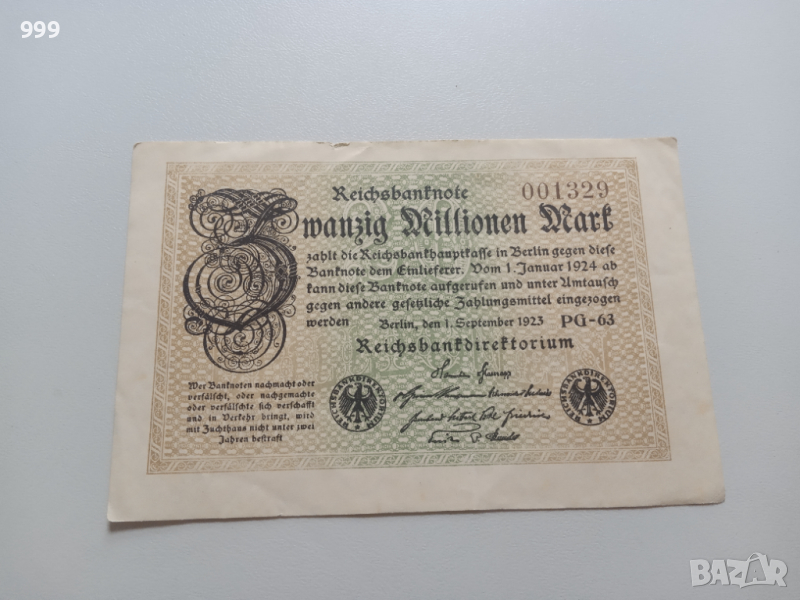 999
Reichsbanknote 001329
Zwanzig Millionen Mark
zahlt die Reichsbankhauptkasse in Berlin gegen diese
Banknote dem Einlieferer. Vom 1. Januar 1924 ab
kann diese Banknote aufgerufen und unter Umtausch
gegen andere gesetzliche Zahlungsmittel eingezogen
werden Berlin, den 1. September 1923 PG-63
Reichsbankdirektorium
Wer Banknoten nachmacht oder
verfälscht, oder nachgemachte
oder verfälschte sich verschafft
und in Verkehr bringt, wird
mit Zuchthaus nicht unter zwei
Jahren bestraft
REICHSBANKDIREKTORIUM
REICHSBANKDIREKTORIUM
BAZAR